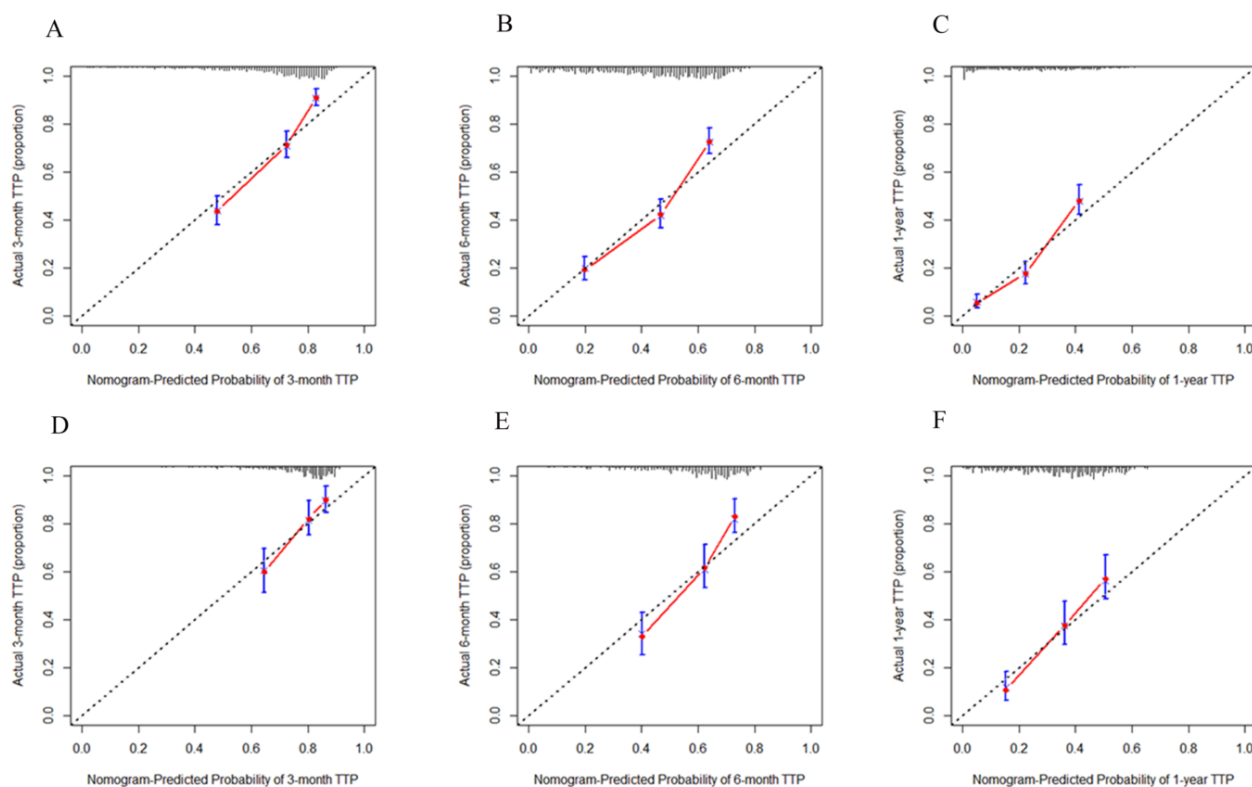 A
B
C
Actual 3-month TTP (proportion)
0.0 0.2 0.4 0.6 0.8 1.0
0.0 0.2 0.4 0.6 0.8 1.0
Nomogram-Predicted Probability of 3-month TTP
Actual 6-month TTP (proportion)
0.0 0.2 0.4 0.6 0.8 1.0
0.0 0.2 0.4 0.6 0.8 1.0
Nomogram-Predicted Probability of 6-month TTP
Actual 1-year TTP (proportion)
0.0 0.2 0.4 0.6 0.8 1.0
0.0 0.2 0.4 0.6 0.8 1.0
Nomogram-Predicted Probability of 1-year TTP
D
E
F
Actual 3-month TTP (proportion)
0.0 0.2 0.4 0.6 0.8 1.0
0.0 0.2 0.4 0.6 0.8 1.0
Nomogram-Predicted Probability of 3-month TTP
Actual 6-month TTP (proportion)
0.0 0.2 0.4 0.6 0.8 1.0
0.0 0.2 0.4 0.6 0.8 1.0
Nomogram-Predicted Probability of 6-month TTP
Actual 1-year TTP (proportion)
0.0 0.2 0.4 0.6 0.8 1.0
0.0 0.2 0.4 0.6 0.8 1.0
Nomogram-Predicted Probability of 1-year TTP